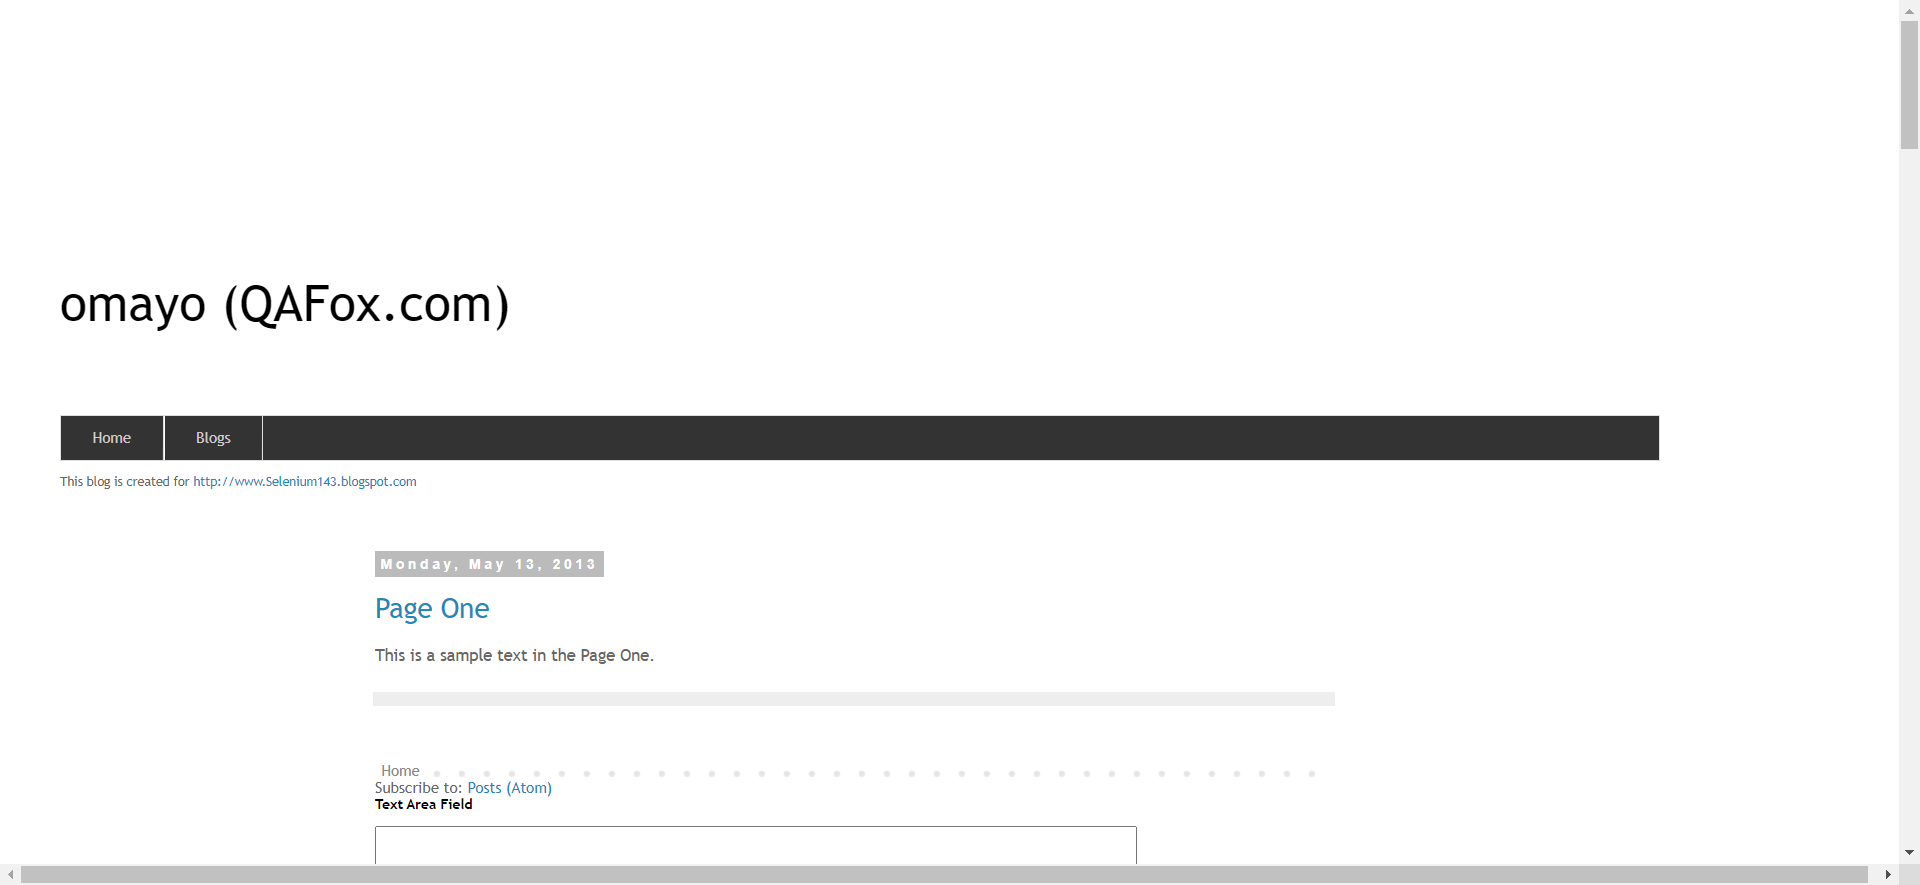 omayo (QAFox.com)
Home
Blogs
This blog is created for http://www.Selenium143.blogspot.com
Monday, May 13, 2013
Page One
This is a sample text in the Page One.
Home
Subscribe to: Posts (Atom)
Text Area Field